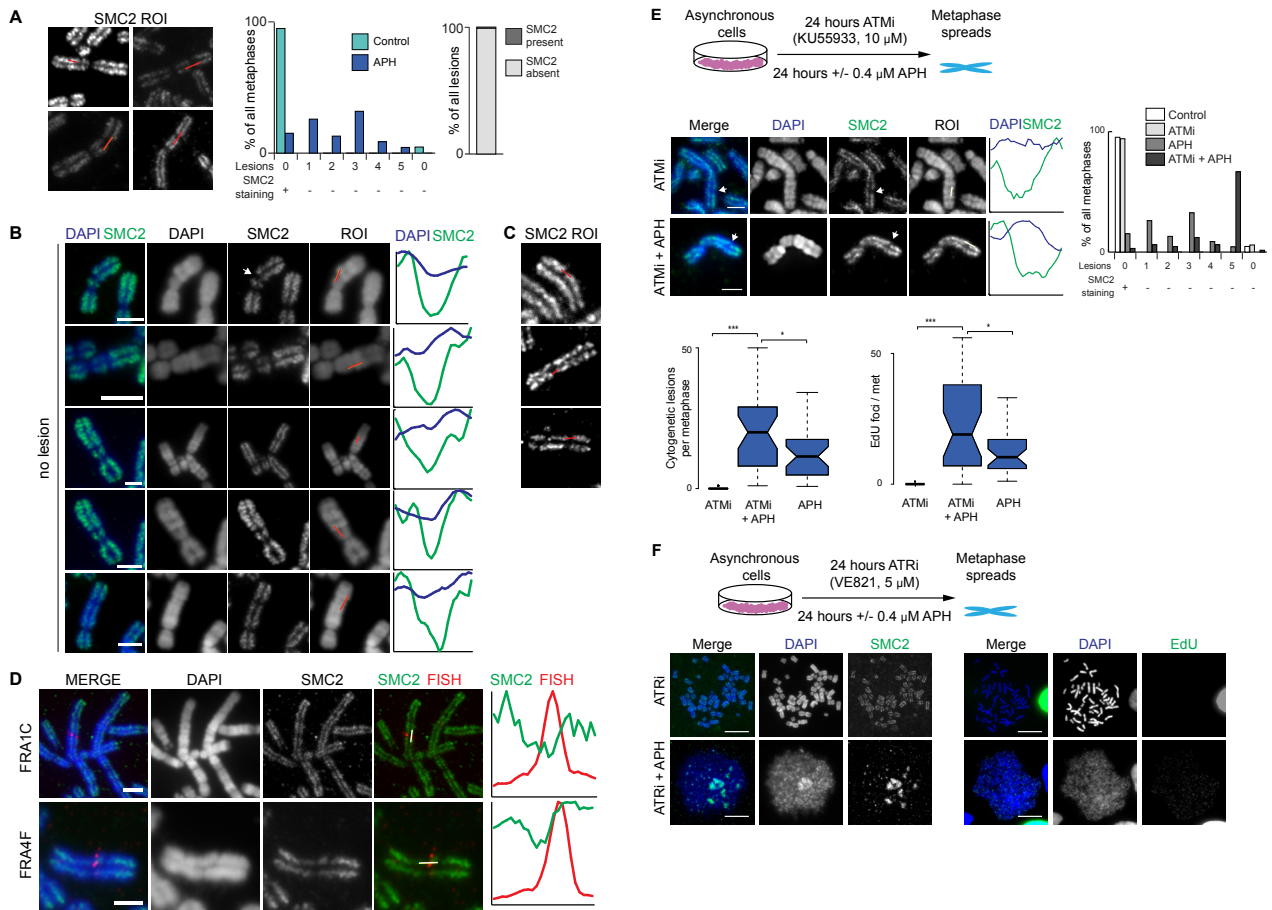 A
SMC2 ROI
% of all metaphases
100
0
Control
APH
Lesions 0 1 2 3 4 5 0
SMC2
staining + - - - - - -
% of all lesions
100
0
SMC2
present
SMC2
absent
B
DAPI SMC2 DAPI SMC2 ROI DAPI SMC2
no lesion
C
SMC2 ROI
D
MERGE DAPI SMC2 SMC2 FISH SMC2 FISH
FRA1C
FRA4F
E
Asynchronous
cells
24 hours ATMi
(KU55933, 10 µM)
24 hours +/- 0.4 µM APH
Metaphase
spreads
Merge DAPI SMC2 ROI DAPISMC2
ATMi
ATMi + APH
Control
ATMi
APH
ATMi + APH
% of all metaphases
100
0
Lesions 0 1 2 3 4 5 0
SMC2
staining + - - - - - -
Cytogenetic lesions
per metaphase
50
0
*** *
ATMi ATMi
+ APH APH
EdU foci / met
50
0
*** *
ATMi ATMi
+ APH APH
F
Asynchronous
cells
24 hours ATRi
(VE821, 5 µM)
24 hours +/- 0.4 µM APH
Metaphase
spreads
Merge DAPI SMC2 Merge DAPI EdU
ATRi
ATRi + APH